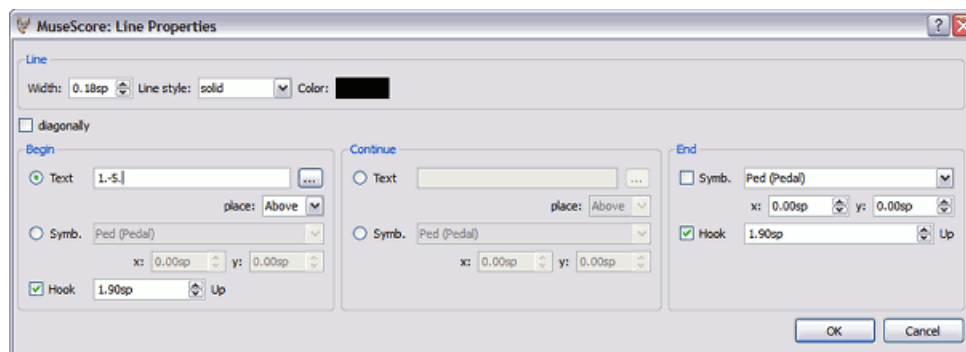 MuseScore: Line Properties
Line
Width: 0.18sp Line style: solid Color:
diagonally
Begin
Text 1.-5.
...
place: Above
Symb. Ped (Pedal)
x: 0.00sp y: 0.00sp
Hook 1.90sp Up
Continue
Text
...
place: Above
Symb. Ped (Pedal)
x: 0.00sp y: 0.00sp
End
Symb. Ped (Pedal)
x: 0.00sp y: 0.00sp
Hook 1.90sp Up
OK Cancel